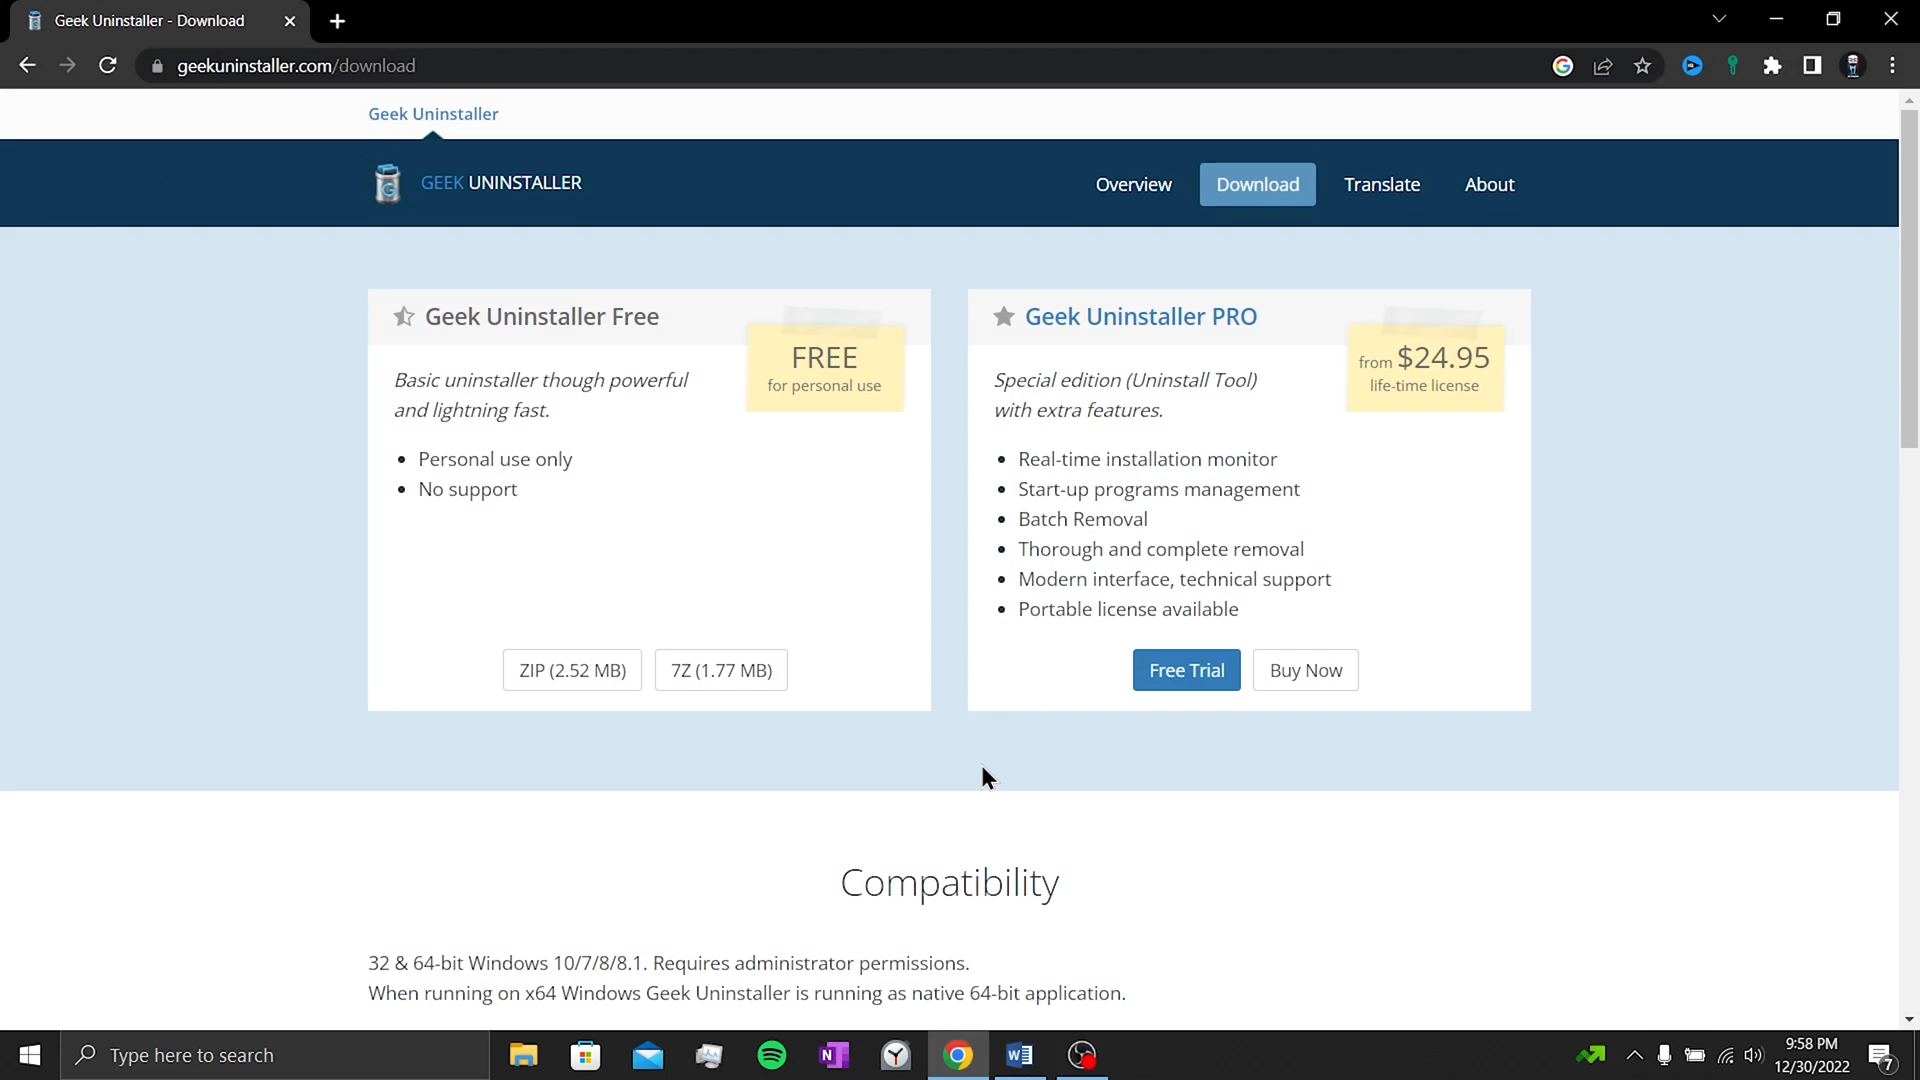 Geek Uninstaller - Download
geekuninstaller.com/download
Geek Uninstaller
GEEK UNINSTALLER
Overview
Download
Translate
About
Geek Uninstaller Free
FREE
for personal use
Basic uninstaller though powerful
and lightning fast.
Personal use only
No support
ZIP (2.52 MB)
7Z (1.77 MB)
Geek Uninstaller PRO
from $24.95
life-time license
Special edition (Uninstall Tool)
with extra features.
Real-time installation monitor
Start-up programs management
Batch Removal
Thorough and complete removal
Modern interface, technical support
Portable license available
Free Trial
Buy Now
Compatibility
32 & 64-bit Windows 10/7/8/8.1. Requires administrator permissions.
When running on x64 Windows Geek Uninstaller is running as native 64-bit application.
Type here to search
9:58 PM
12/30/2022
7